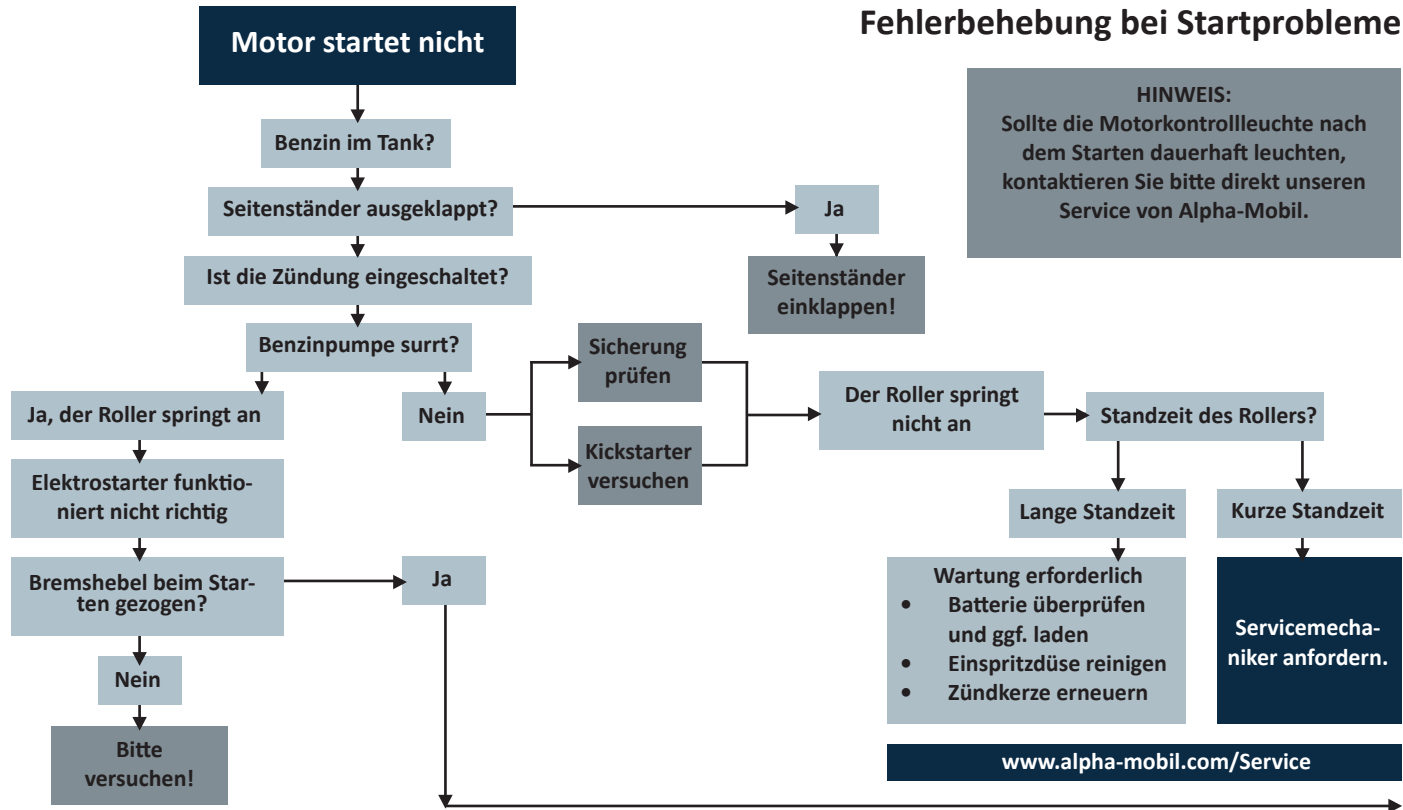 Fehlerbehebung bei Startprobleme
Motor startet nicht
HINWEIS:
Sollte die Motorkontrollleuchte nach
dem Starten dauerhaft leuchten,
kontaktieren Sie bitte direkt unseren
Service von Alpha-Mobil.
Benzin im Tank?
Seitenständer ausgeklappt?
Ja
Seitenständer
einklappen!
Ist die Zündung eingeschaltet?
Benzinpumpe surrt?
Ja, der Roller springt an
Nein
Sicherung
prüfen
Kickstarter
versuchen
Der Roller springt
nicht an
Standzeit des Rollers?
Elektrostarter funktio-
niert nicht richtig
Lange Standzeit
Kurze Standzeit
Bremshebel beim Star-
ten gezogen?
Ja
Wartung erforderlich
• Batterie überprüfen
und ggf. laden
• Einspritzdüse reinigen
• Zündkerze erneuern
Servicemecha-
niker anfordern.
Nein
Bitte
versuchen!
www.alpha-mobil.com/Service